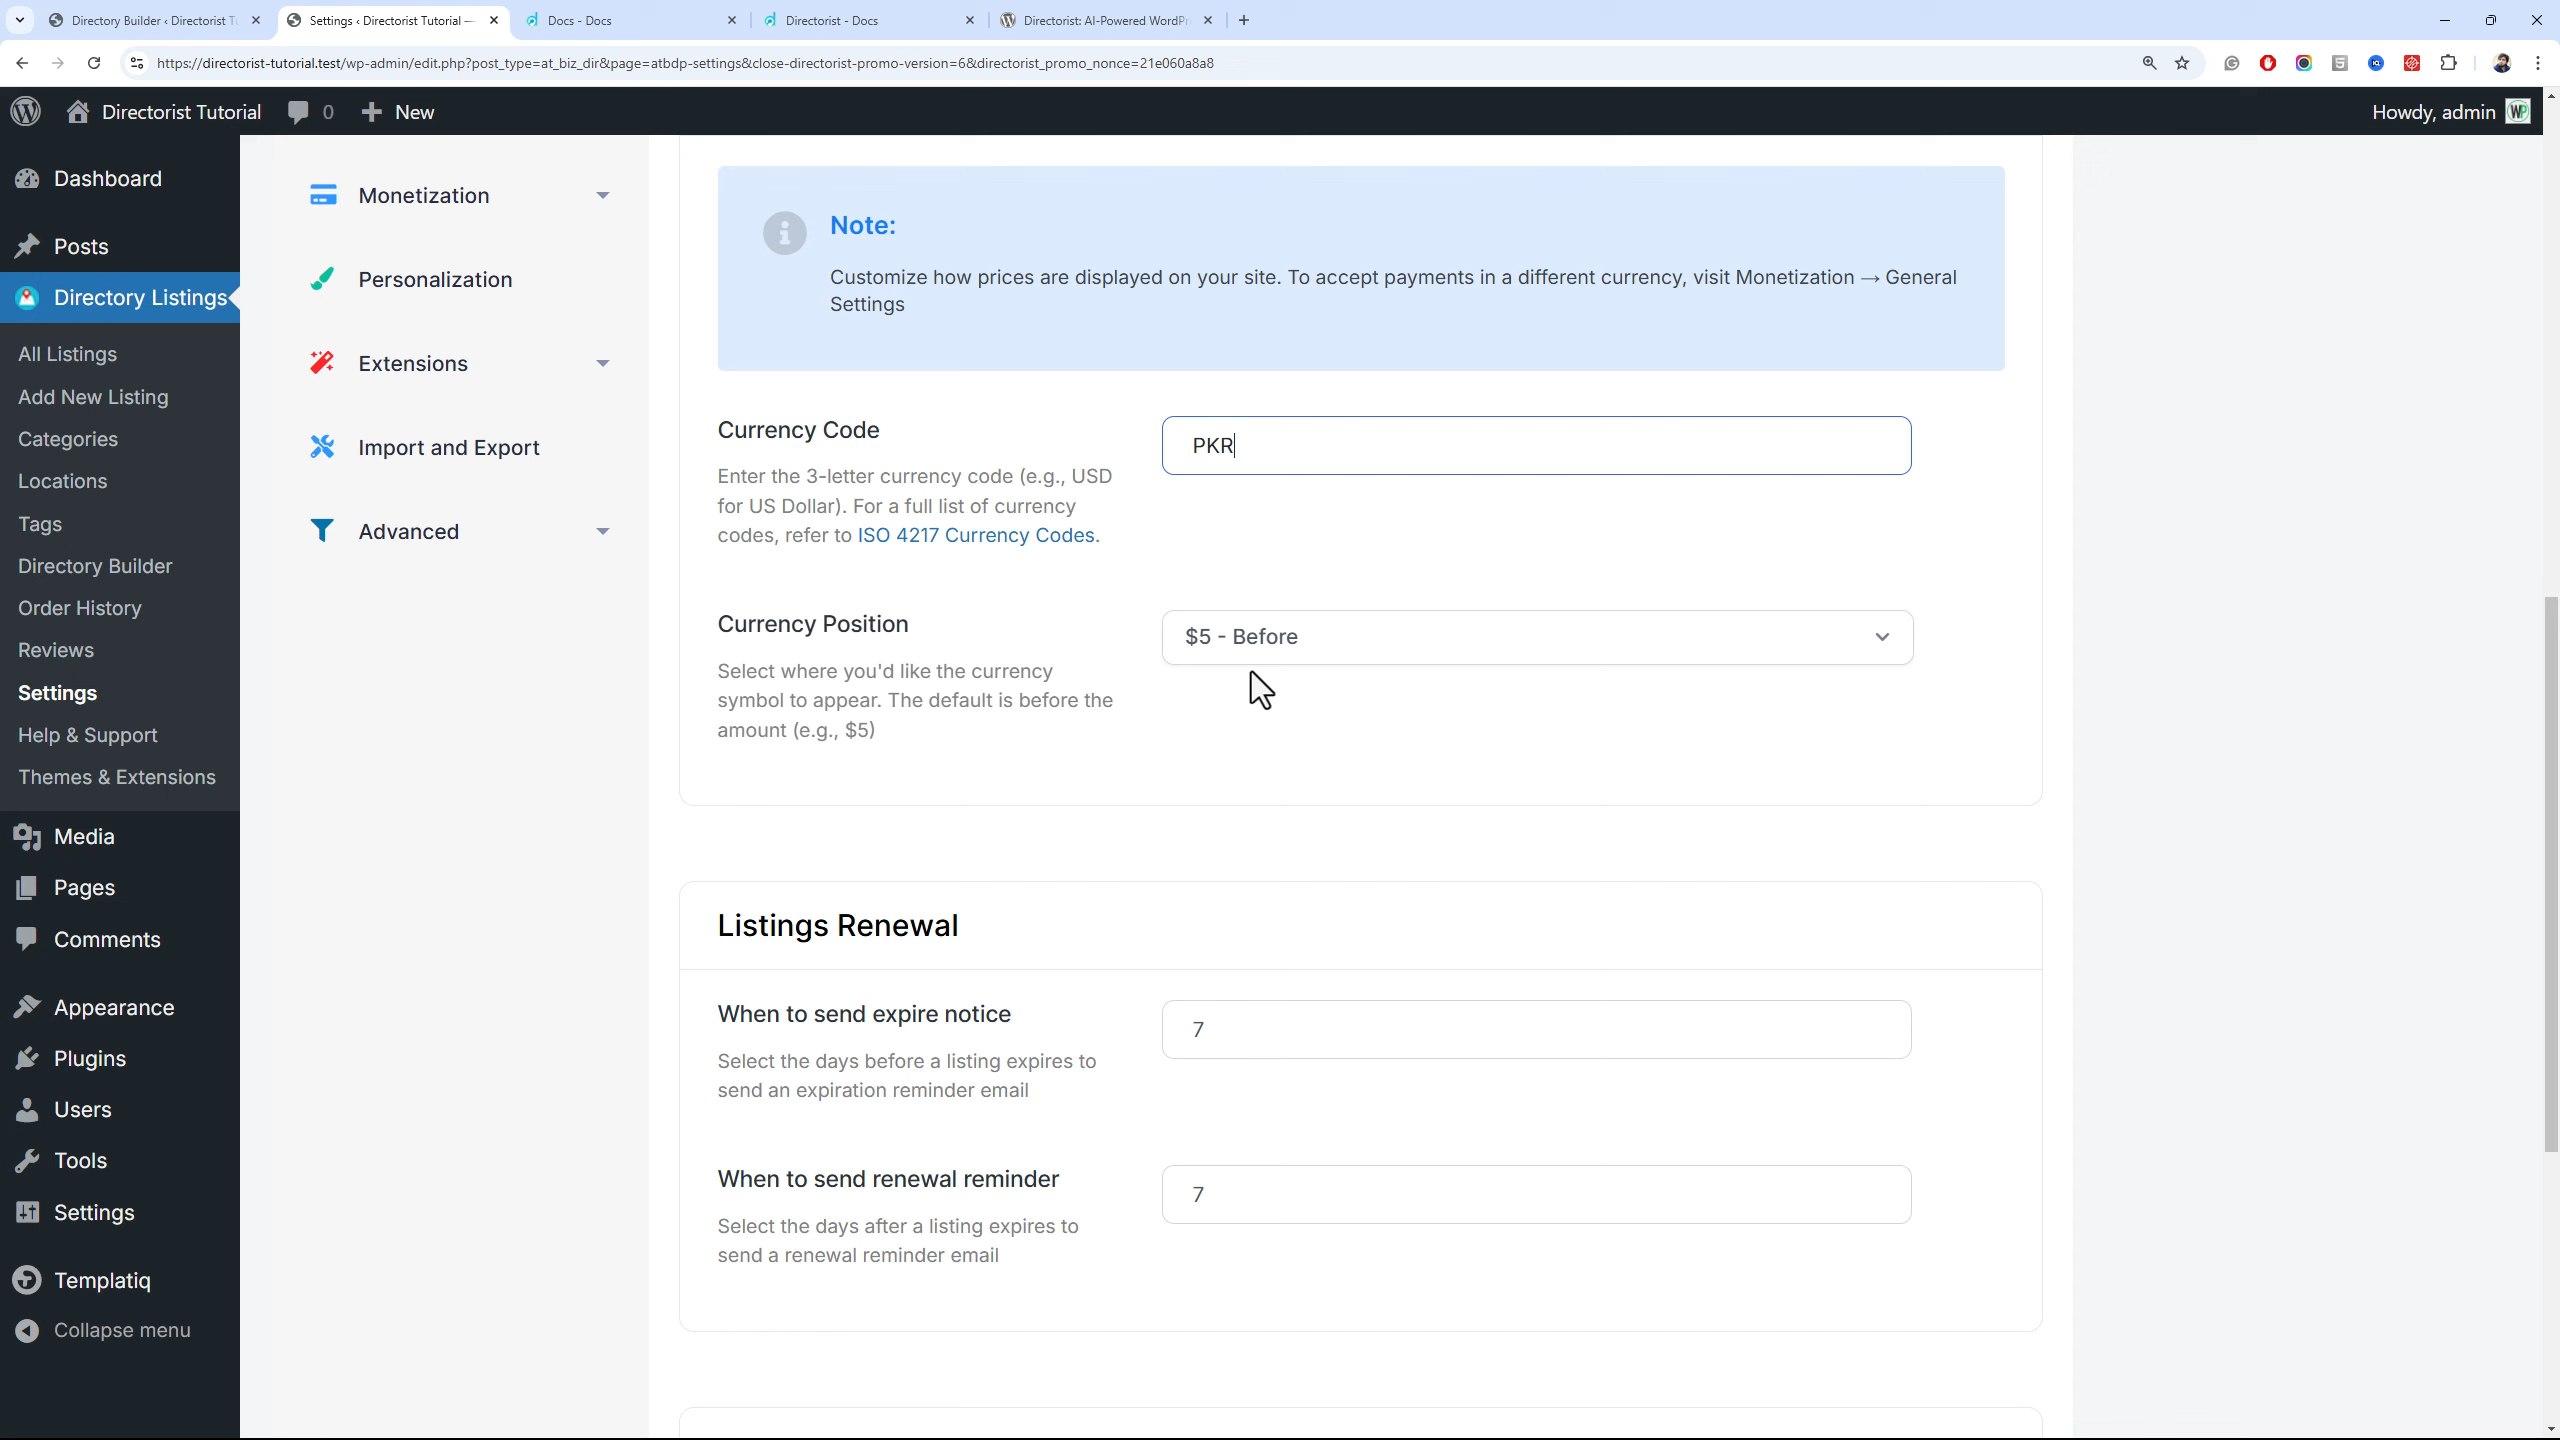 Directory Builder ‹ Directorist Tu
Settings ‹ Directorist Tutorial —
Docs - Docs
Directorist - Docs
Directorist: AI-Powered WordPr
https://directorist-tutorial.test/wp-admin/edit.php?post_type=at_biz_dir&page=atbdp-settings&close-directorist-promo-version=6&directorist_promo_nonce=21e060a8a8
Directorist Tutorial
0
New
Howdy, admin
Dashboard
Posts
Directory Listings
All Listings
Add New Listing
Categories
Locations
Tags
Directory Builder
Order History
Reviews
Settings
Help & Support
Themes & Extensions
Media
Pages
Comments
Appearance
Plugins
Users
Tools
Settings
Templatiq
Collapse menu
Monetization
Personalization
Extensions
Import and Export
Advanced
Note:
Customize how prices are displayed on your site. To accept payments in a different currency, visit Monetization → General
Settings
Currency Code
Enter the 3-letter currency code (e.g., USD
for US Dollar). For a full list of currency
codes, refer to ISO 4217 Currency Codes.
PKR
Currency Position
Select where you'd like the currency
symbol to appear. The default is before the
amount (e.g., $5)
$5 - Before
Listings Renewal
When to send expire notice
Select the days before a listing expires to
send an expiration reminder email
7
When to send renewal reminder
Select the days after a listing expires to
send a renewal reminder email
7